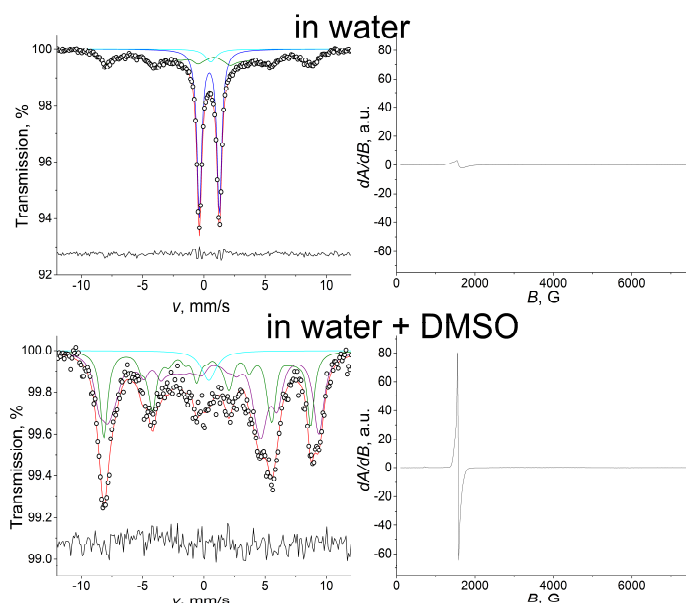 in water
Transmission, %
100
98
96
94
92
-10 -5 0 5 10
v, mm/s
dA/dB, a.u.
80
60
40
20
0
-20
-40
-60
0 2000 4000 6000
B, G
in water + DMSO
Transmission, %
100.0
99.8
99.6
99.4
99.2
99.0
-10 -5 0 5 10
v, mm/s
dA/dB, a.u.
80
60
40
20
0
-20
-40
-60
0 2000 4000 6000
B, G